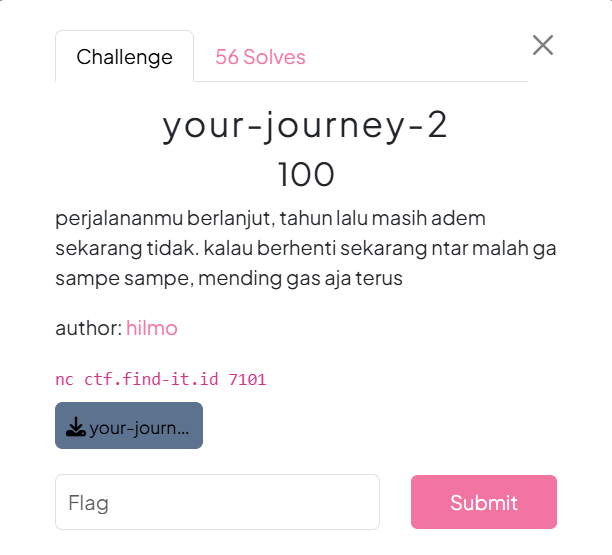 Challenge
56 Solves
your-journey-2
100
perjalananmu berlanjut, tahun lalu masih adem
sekarang tidak. kalau berhenti sekarang ntar malah ga
sampe sampe, mending gas aja terus
author: hilmo
nc ctf.find-it.id 7101
your-journ...
Flag
Submit